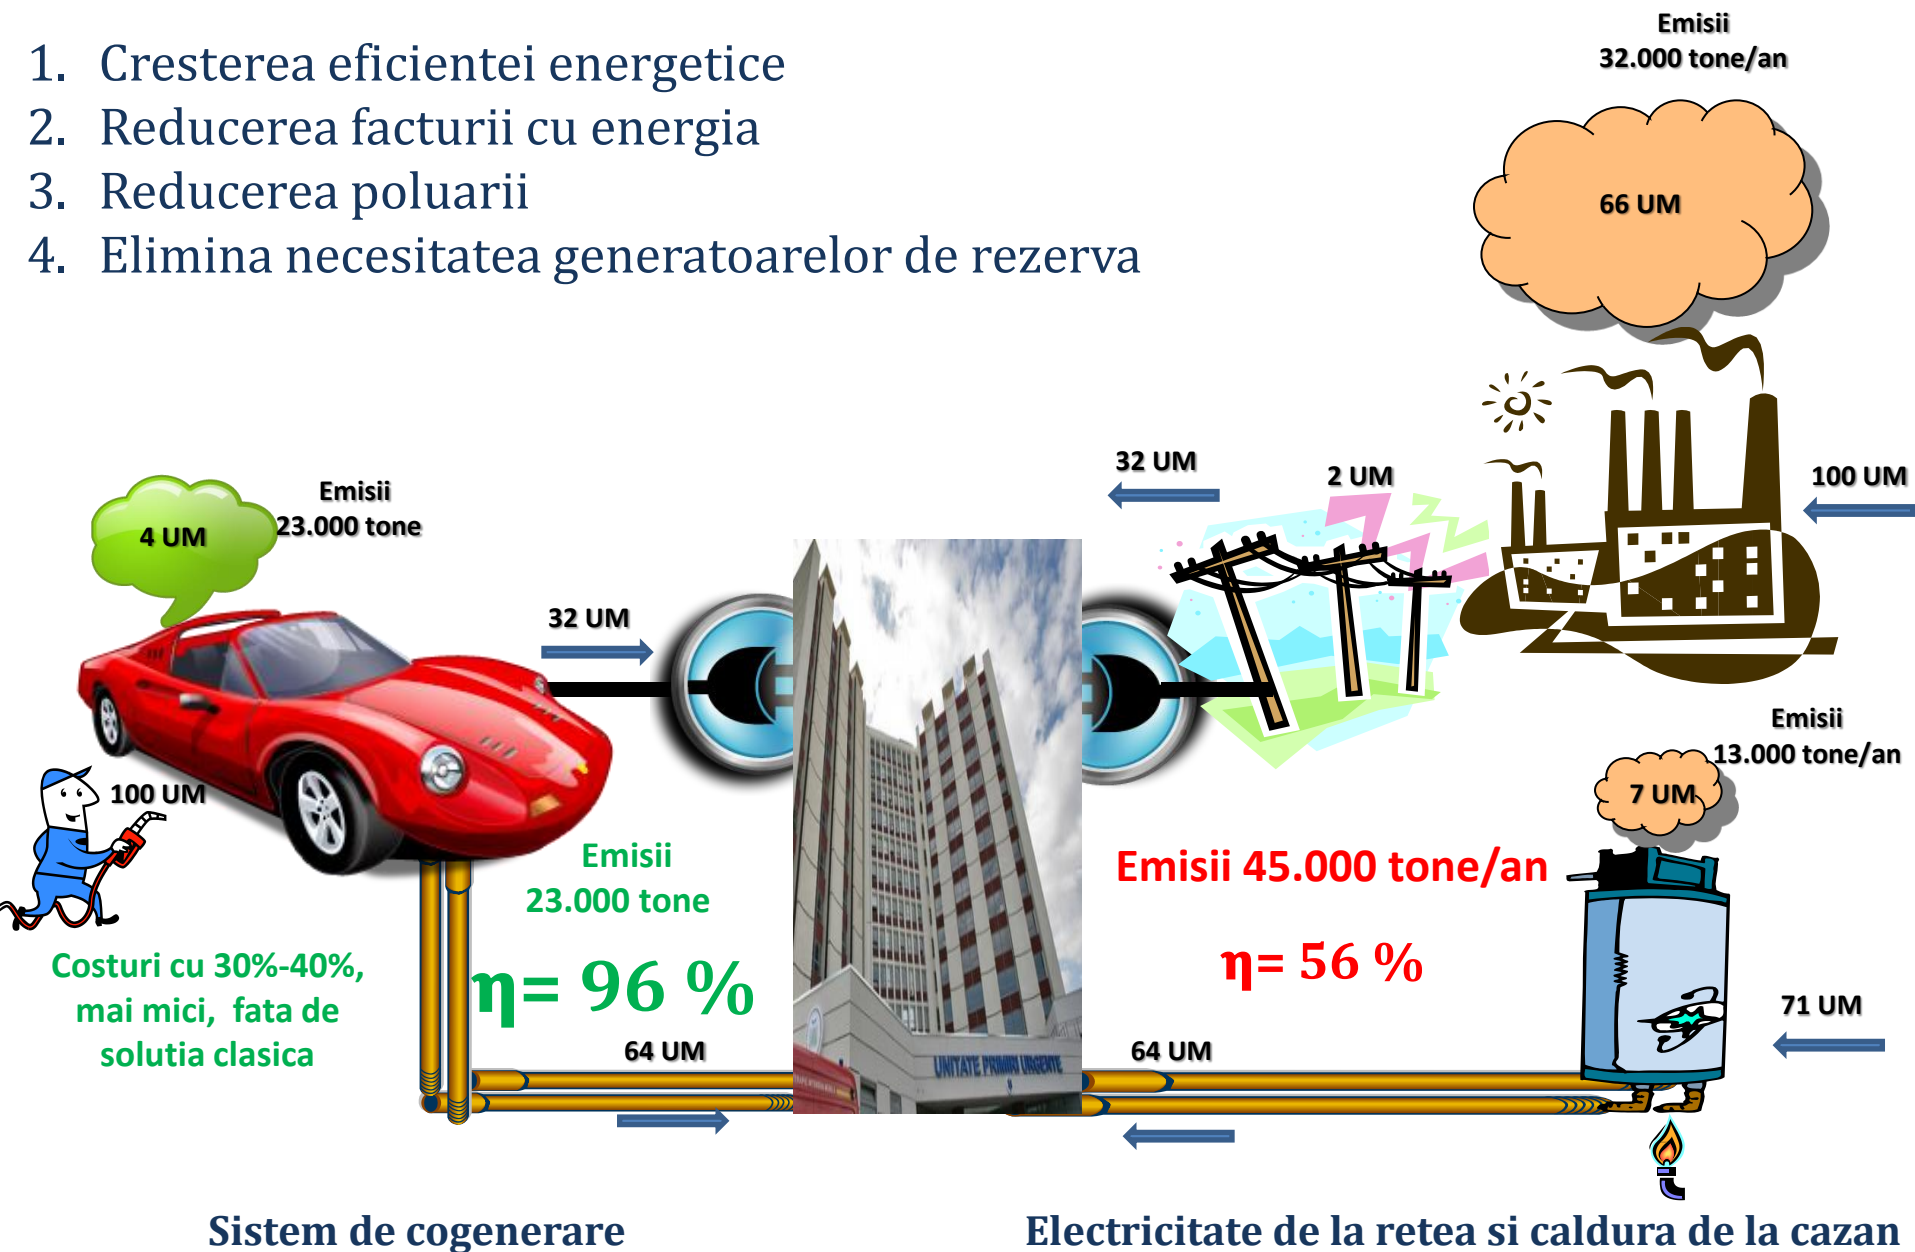 1. Cresterea eficientei energetice
2. Reducerea facturii cu energia
3. Reducerea poluarii
4. Elimina necesitatea generatoarelor de rezerva
Emisii
32.000 tone/an
66 UM
32 UM
2 UM
100 UM
4 UM
Emisii
23.000 tone
32 UM
100 UM
Emisii
13.000 tone/an
7 UM
Emisii
23.000 tone
Emisii 45.000 tone/an
Costuri cu 30%-40%,
mai mici, fata de
solutia clasica
η= 96 %
η= 56 %
71 UM
64 UM
64 UM
UNITATE PRIMIRI URGENTE
Sistem de cogenerare
Electricitate de la retea si caldura de la cazan